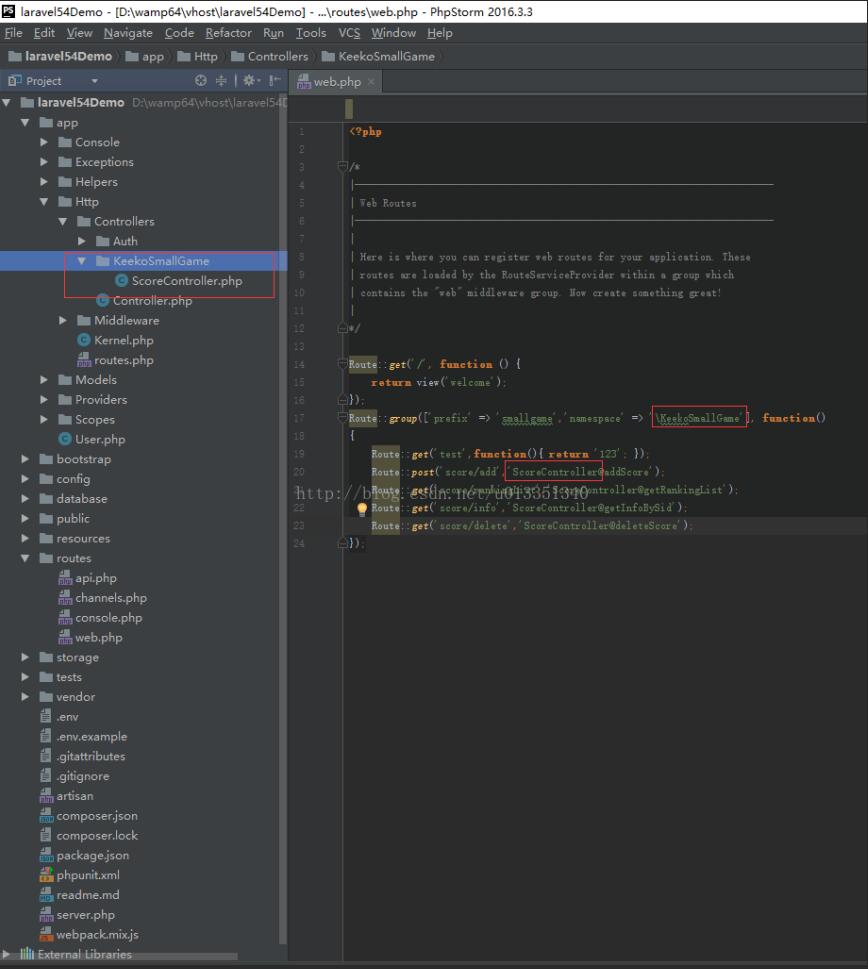 laravel54Demo - [D:\wamp64\vhost\laravel54Demo] - ...\routes\web.php - PhpStorm 2016.3.3
File Edit View Navigate Code Refactor Run Tools VCS Window Help
laravel54Demo app Http Controllers KeekoSmallGame
Project
web.php
laravel54Demo D:\wamp64\vhost\laravel54D
app
Console
Exceptions
Helpers
Http
Controllers
Auth
KeekoSmallGame
ScoreController.php
Controller.php
Middleware
Kernel.php
routes.php
Models
Providers
Scopes
User.php
bootstrap
config
database
public
resources
routes
api.php
channels.php
console.php
web.php
storage
tests
vendor
.env
.env.example
.gitattributes
.gitignore
artisan
composer.json
composer.lock
package.json
phpunit.xml
readme.md
server.php
webpack.mix.js
External Libraries
1 <?php
2
3 /*
4 |
5 | Web Routes
6 |
7 |
8 | Here is where you can register web routes for your application. These
9 | routes are loaded by the RouteServiceProvider within a group which
10 | contains the "web" middleware group. Now create something great!
11 |
12 */
13
14 Route::get('/', function () {
15 return view('welcome');
16 });
17 Route::group(['prefix' => 'smallgame','namespace' => '\KeekoSmallGame'], function()
18 {
19 Route::get('test',function(){ return '123'; });
20 Route::post('score/add','ScoreController@addScore');
21 Route::get('score/rankingList','ScoreController@getRankingList');
22 Route::get('score/info','ScoreController@getInfoBySid');
23 Route::get('score/delete','ScoreController@deleteScore');
24 });
http://blog.csdn.net/u013351310